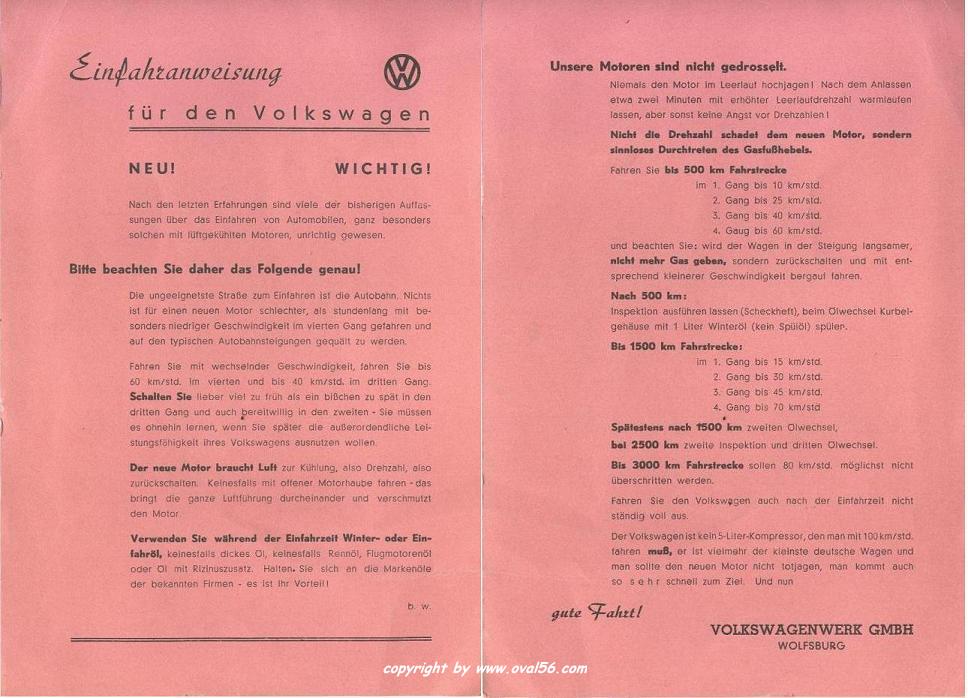 Einfahranweisung
für den Volkswagen
NEU! WICHTIG!
Nach den letzten Erfahrungen sind viele der bisherigen Auffas-
sungen über das Einfahren von Automobilen, ganz besonders
solchen mit lüftgekühlten Motoren, unrichtig gewesen.
Bitte beachten Sie daher das Folgende genau!
Die ungeeignetste Straße zum Einfahren ist die Autobahn. Nichts
ist für einen neuen Motor schlechter, als stundenlang mit be-
sonders niedriger Geschwindigkeit im vierten Gang gefahren und
auf den typischen Autobahnsteigungen gequält zu werden.
Fahren Sie mit wechselnder Geschwindigkeit, fahren Sie bis
60 km/std. im vierten und bis 40 km/std. im dritten Gang.
Schalten Sie lieber viel zu früh als ein bißchen zu spät in den
dritten Gang und auch bereitwillig in den zweiten - Sie müssen
es ohnehin lernen, wenn Sie später die außerordendliche Lei-
stungsfähigkeit ihres Volkswagens ausnutzen wollen.
Der neue Motor braucht Luft zur Kühlung, also Drehzahl, also
zurückschalten. Keinesfalls mit offener Motorhaube fahren - das
bringt die ganze Luftführung durcheinander und verschmutzt
den Motor.
Verwenden Sie während der Einfahrzeit Winter- oder Ein-
fahröl, keinesfalls dickes Öl, keinesfalls Rennöl, Flugmotorenöl
oder Öl mit Rizinuszusatz. Halten Sie sich an die Markenöle
der bekannten Firmen - es ist Ihr Vorteil!
b. w.
Unsere Motoren sind nicht gedrosselt.
Niemals den Motor im Leerlauf hochjagen! Nach dem Anlassen
etwa zwei Minuten mit erhöhter Leerlaufdrehzahl warmlaufen
lassen, aber sonst keine Angst vor Drehzahlen!
Nicht die Drehzahl schadet dem neuen Motor, sondern
sinnloses Durchtreten des Gasfußhebels.
Fahren Sie bis 500 km Fahrstrecke
im 1. Gang bis 10 km/std.
2. Gang bis 25 km/std.
3. Gang bis 40 km/std.
4. Gaug bis 60 km/std.
und beachten Sie: wird der Wagen in der Steigung langsamer,
nicht mehr Gas geben, sondern zurückschalten und mit ent-
sprechend kleinerer Geschwindigkeit bergauf fahren.
Nach 500 km:
Inspektion ausführen lassen (Scheckheft), beim Ölwechsel Kurbel-
gehäuse mit 1 Liter Winteröl (kein Spülöl) spülen.
Bis 1500 km Fahrstrecke:
im 1. Gang bis 15 km/std.
2. Gang bis 30 km/std.
3. Gang bis 45 km/std.
4. Gang bis 70 km/std
Spätestens nach 1500 km zweiten Ölwechsel,
bei 2500 km zweite Inspektion und dritten Ölwechsel.
Bis 3000 km Fahrstrecke sollen 80 km/std. möglichst nicht
überschritten werden.
Fahren Sie den Volkswagen auch nach der Einfahrzeit nicht
ständig voll aus.
Der Volkswagen ist kein 5-Liter-Kompressor, den man mit 100 km/std.
fahren muß, er ist vielmehr der kleinste deutsche Wagen und
man sollte den neuen Motor nicht totjagen, man kommt auch
so sehr schnell zum Ziel. Und nun
gute Fahrt!
VOLKSWAGENWERK GMBH
WOLFSBURG
copyright by www.oval56.com